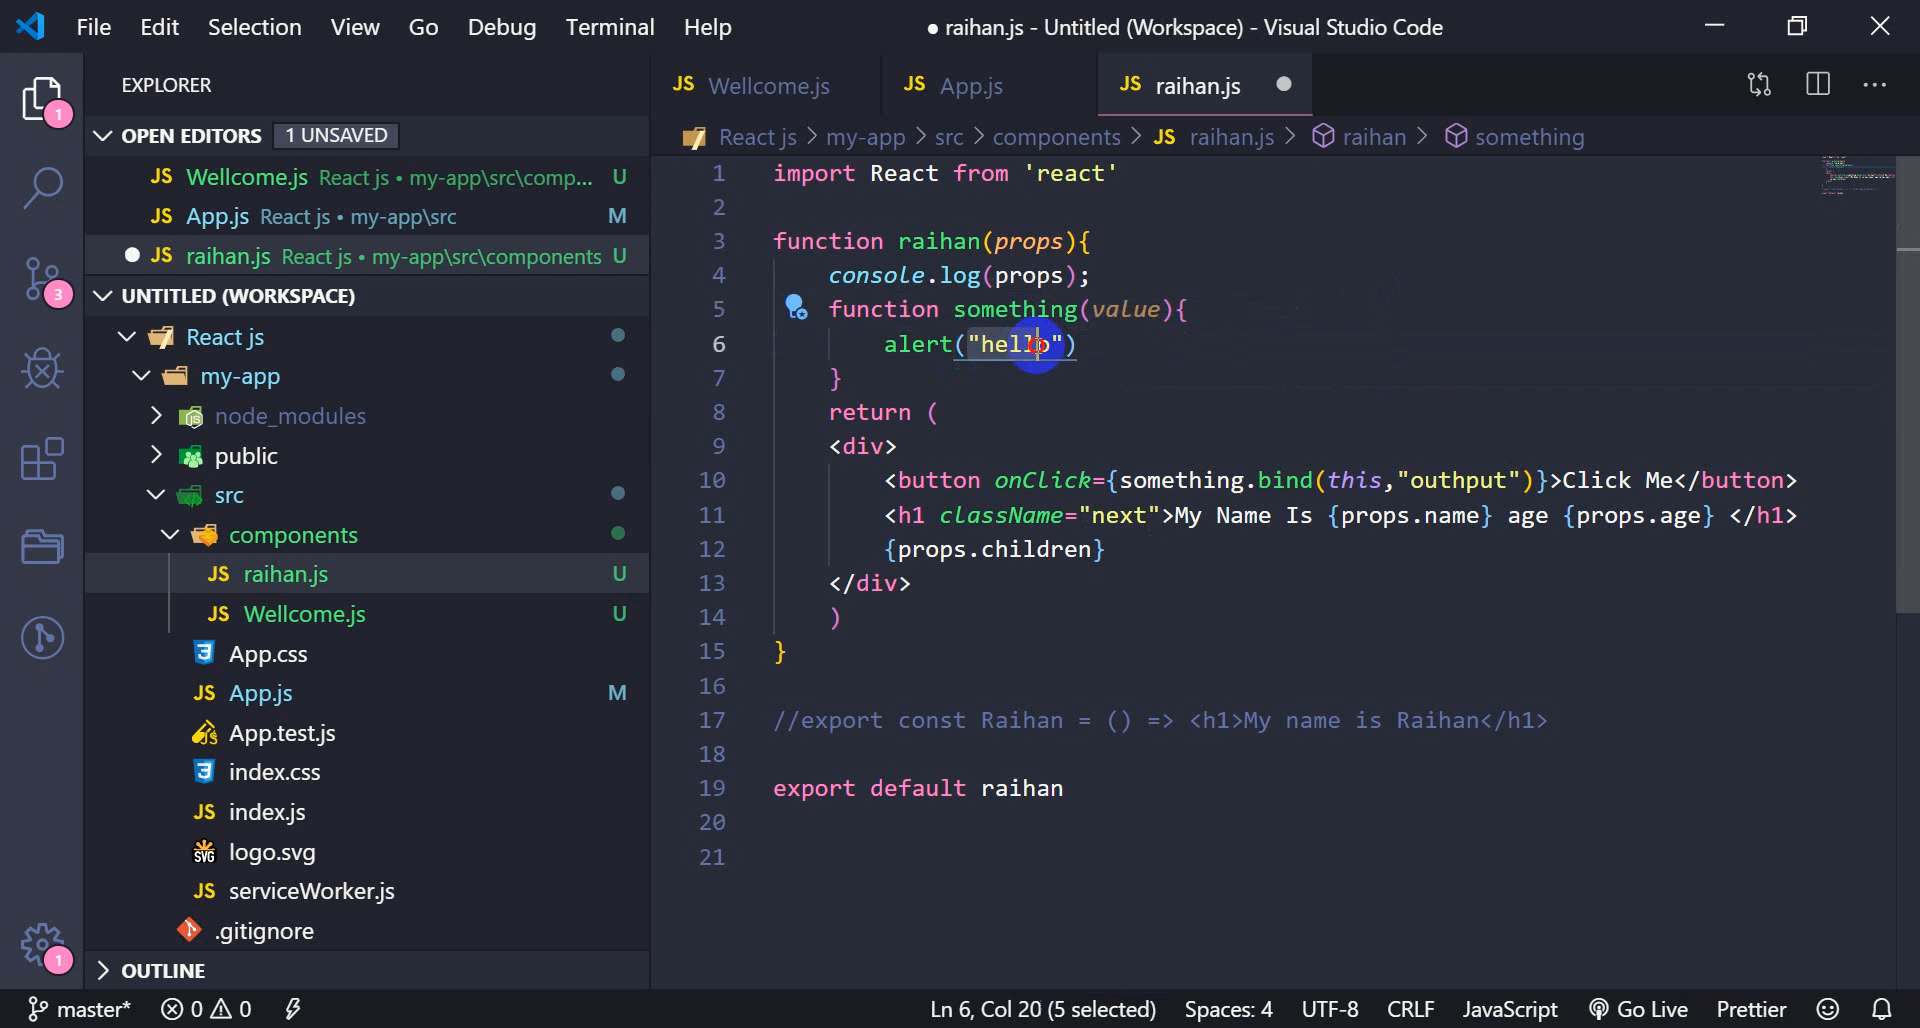 File Edit Selection View Go Debug Terminal Help ● raihan.js - Untitled (Workspace) - Visual Studio Code
EXPLORER
1
OPEN EDITORS 1 UNSAVED
JS Wellcome.js React js • my-app\src\comp... U
JS App.js React js • my-app\src M
JS raihan.js React js • my-app\src\components U
3
UNTITLED (WORKSPACE)
React js
my-app
node_modules
public
src
components
JS raihan.js U
JS Wellcome.js U
App.css
JS App.js M
App.test.js
index.css
JS index.js
SVG logo.svg
JS serviceWorker.js
.gitignore
1
OUTLINE
JS Wellcome.js JS App.js JS raihan.js
React js > my-app > src > components > JS raihan.js > raihan > something
1 import React from 'react'
2
3 function raihan(props){
4 console.log(props);
5 function something(value){
6 alert("hello")
7 }
8 return (
9 <div>
10 <button onClick={something.bind(this,"outhput")}>Click Me</button>
11 <h1 className="next">My Name Is {props.name} age {props.age} </h1>
12 {props.children}
13 </div>
14 )
15 }
16
17 //export const Raihan = () => <h1>My name is Raihan</h1>
18
19 export default raihan
20
21
master* 0 0 Ln 6, Col 20 (5 selected) Spaces: 4 UTF-8 CRLF JavaScript Go Live Prettier